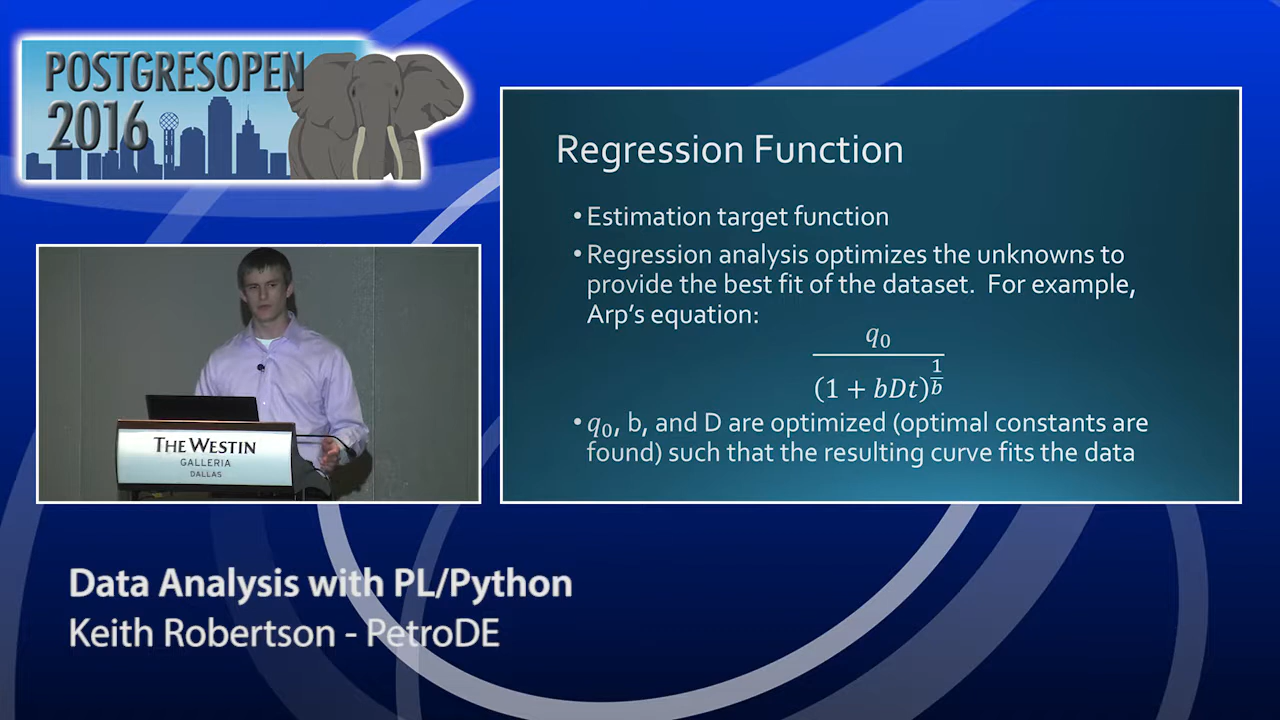 POSTGRESOPEN
2016
THE WESTIN
GALLERIA
DALLAS
Regression Function
• Estimation target function
• Regression analysis optimizes the unknowns to
provide the best fit of the dataset. For example,
Arp's equation:
q₀
(1 + bDt)^(1/b)
• q₀, b, and D are optimized (optimal constants are
found) such that the resulting curve fits the data
Data Analysis with PL/Python
Keith Robertson - PetroDE